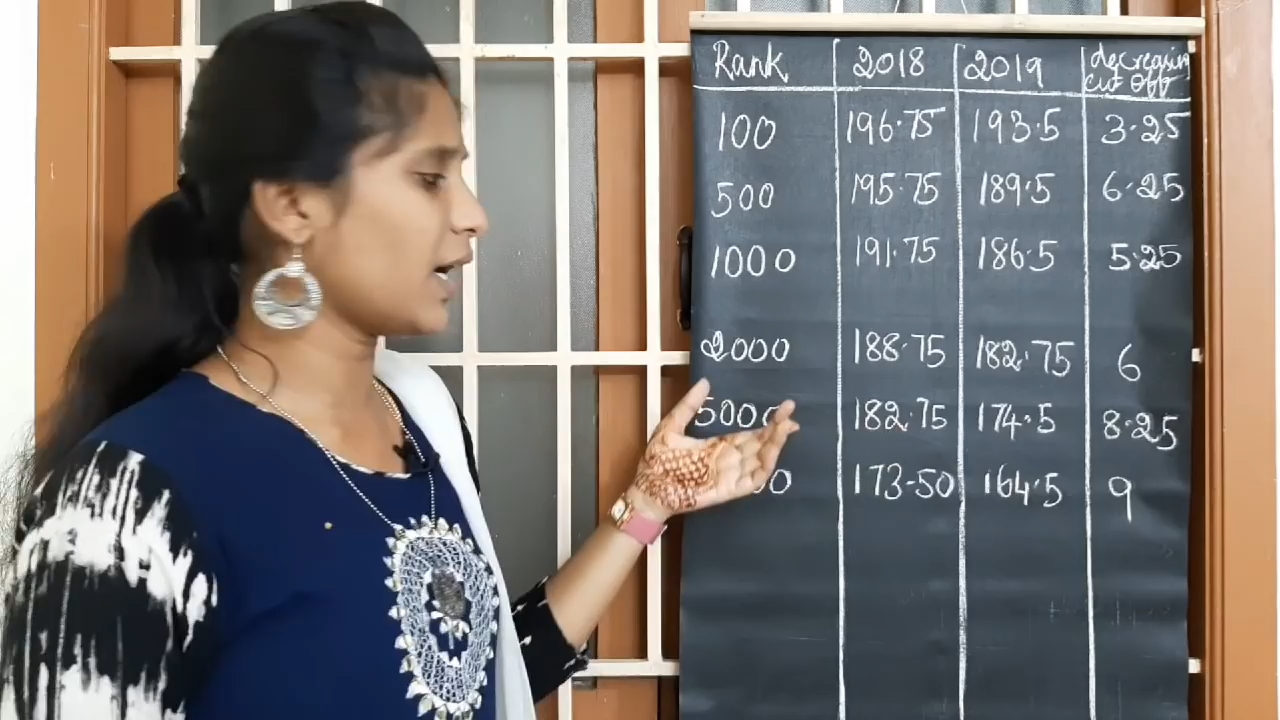 Rank 2018 2019 decreasing cut off
100 196.75 193.5 3.25
500 195.75 189.5 6.25
1000 191.75 186.5 5.25
2000 188.75 182.75 6
5000 182.75 174.5 8.25
173.50 164.5 9